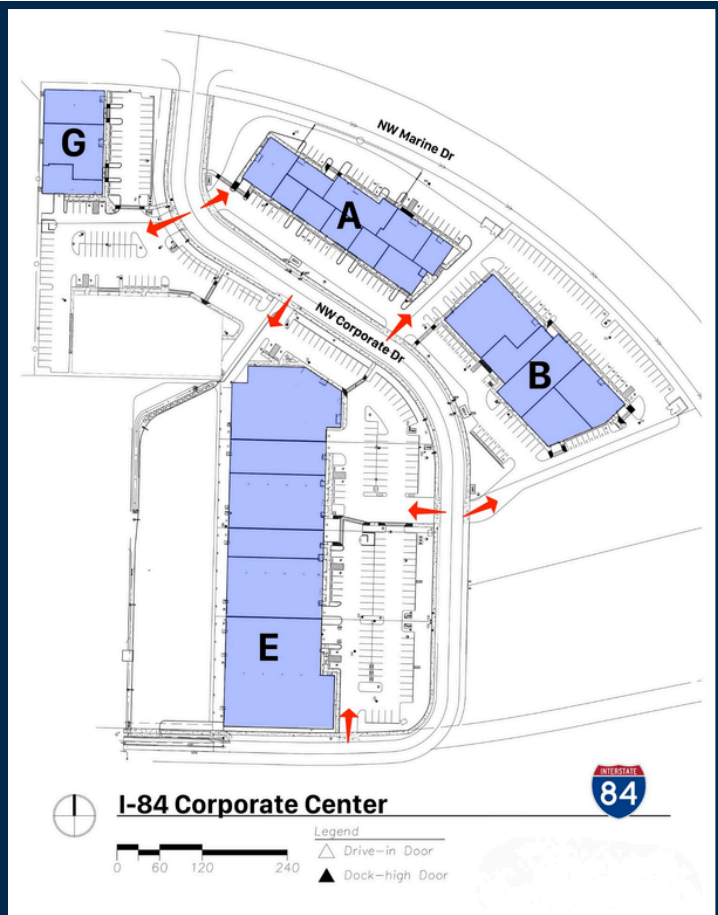 G
NW Marine Dr
A
NW Corporate Dr
B
E
INTERSTATE
84
I-84 Corporate Center
Legend
Drive-in Door
Dock-high Door
0 60 120 240